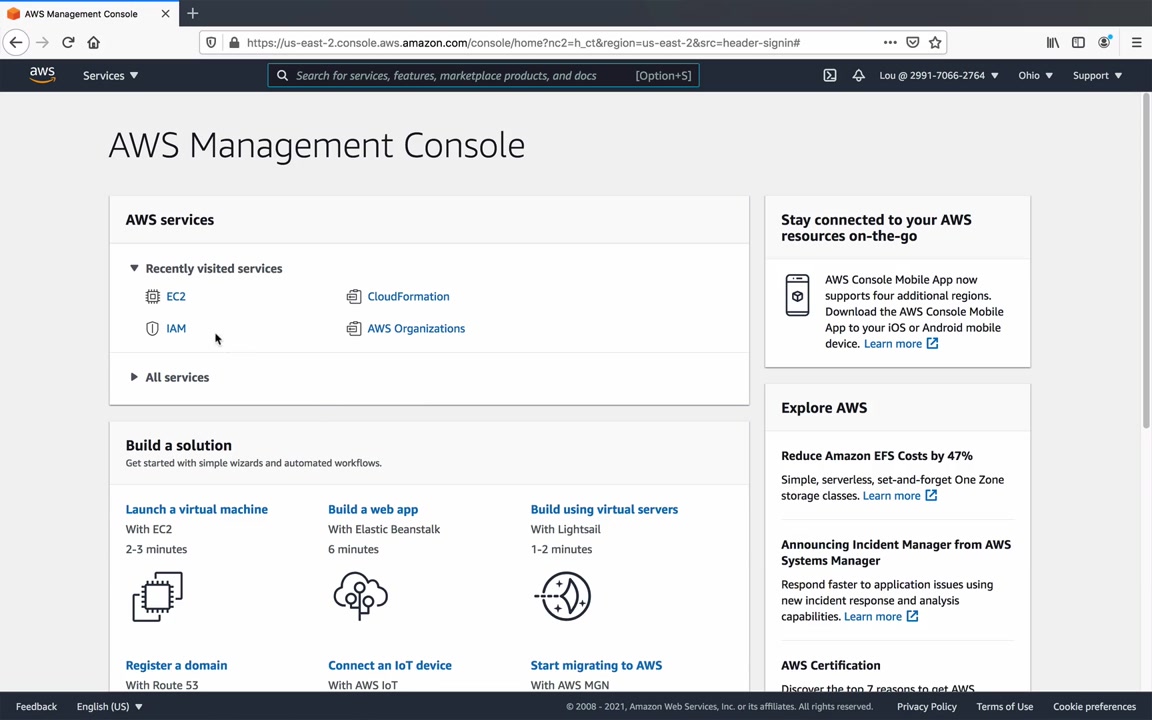 AWS Management Console
https://us-east-2.console.aws.amazon.com/console/home?nc2=h_ct&region=us-east-2&src=header-signin#
aws
Services
Search for services, features, marketplace products, and docs
[Option+S]
Lou @ 2991-7066-2764
Ohio
Support
AWS Management Console
AWS services
Recently visited services
EC2
CloudFormation
IAM
AWS Organizations
All services
Build a solution
Get started with simple wizards and automated workflows.
Launch a virtual machine
With EC2
2-3 minutes
Build a web app
With Elastic Beanstalk
6 minutes
Build using virtual servers
With Lightsail
1-2 minutes
Register a domain
With Route 53
Connect an IoT device
With AWS IoT
Start migrating to AWS
With AWS MGN
Stay connected to your AWS
resources on-the-go
AWS Console Mobile App now
supports four additional regions.
Download the AWS Console Mobile
App to your iOS or Android mobile
device. Learn more
Explore AWS
Reduce Amazon EFS Costs by 47%
Simple, serverless, set-and-forget One Zone
storage classes. Learn more
Announcing Incident Manager from AWS
Systems Manager
Respond faster to application issues using
new incident response and analysis
capabilities. Learn more
AWS Certification
Discover the top 7 reasons to get AWS
Feedback
English (US)
© 2008 - 2021, Amazon Web Services, Inc. or its affiliates. All rights reserved.
Privacy Policy
Terms of Use
Cookie preferences